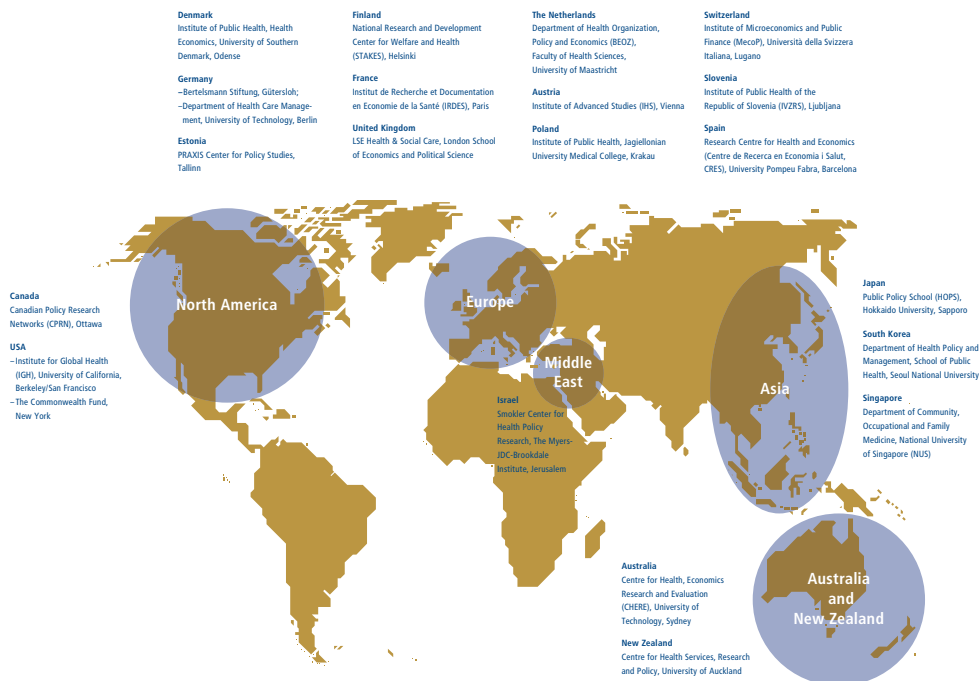 Denmark
Institute of Public Health, Health
Economics, University of Southern
Denmark, Odense
Germany
–Bertelsmann Stiftung, Gütersloh;
–Department of Health Care Manage-
ment, University of Technology, Berlin
Estonia
PRAXIS Center for Policy Studies,
Tallinn
Finland
National Research and Development
Center for Welfare and Health
(STAKES), Helsinki
France
Institut de Recherche et Documentation
en Economie de la Santé (IRDES), Paris
United Kingdom
LSE Health & Social Care, London School
of Economics and Political Science
The Netherlands
Department of Health Organization,
Policy and Economics (BEOZ),
Faculty of Health Sciences,
University of Maastricht
Austria
Institute of Advanced Studies (IHS), Vienna
Poland
Institute of Public Health, Jagiellonian
University Medical College, Krakau
Switzerland
Institute of Microeconomics and Public
Finance (MecoP), Università della Svizzera
Italiana, Lugano
Slovenia
Institute of Public Health of the
Republic of Slovenia (IVZRS), Ljubljana
Spain
Research Centre for Health and Economics
(Centre de Recerca en Economia i Salut,
CRES), University Pompeu Fabra, Barcelona
Canada
Canadian Policy Research
Networks (CPRN), Ottawa
USA
–Institute for Global Health
(IGH), University of California,
Berkeley/San Francisco
–The Commonwealth Fund,
New York
North America
Europe
Middle
East
Israel
Smokler Center for
Health Policy
Research, The Myers-
JDC-Brookdale
Institute, Jerusalem
Asia
Japan
Public Policy School (HOPS),
Hokkaido University, Sapporo
South Korea
Department of Health Policy and
Management, School of Public
Health, Seoul National University
Singapore
Department of Community,
Occupational and Family
Medicine, National University
of Singapore (NUS)
Australia
Centre for Health, Economics
Research and Evaluation
(CHERE), University of
Technology, Sydney
New Zealand
Centre for Health Services, Research
and Policy, University of Auckland
Australia
and
New Zealand